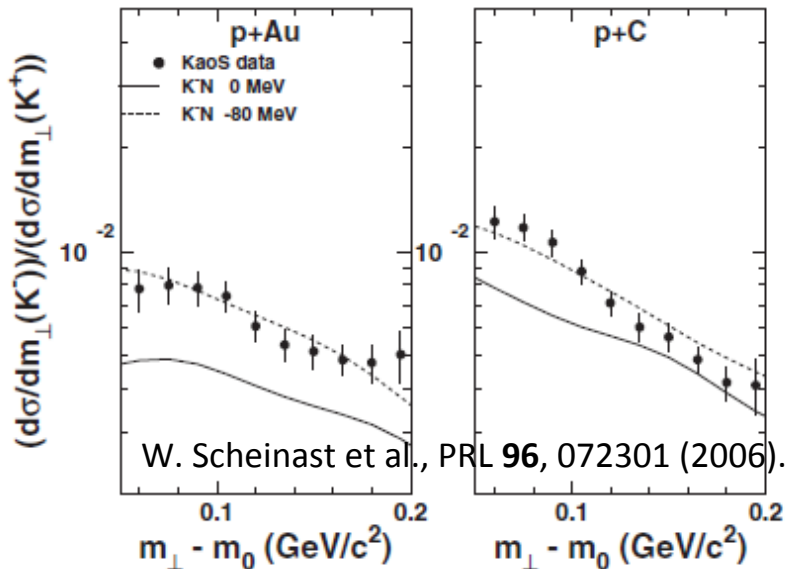 p+Au
p+C
KaoS data
K⁻N 0 MeV
K⁻N -80 MeV
(dσ/dm⊥(K⁻))/(dσ/dm⊥(K⁺))
10⁻²
10⁻²
W. Scheinast et al., PRL 96, 072301 (2006).
0.1
0.2
0.1
0.2
m⊥ - m₀ (GeV/c²)
m⊥ - m₀ (GeV/c²)